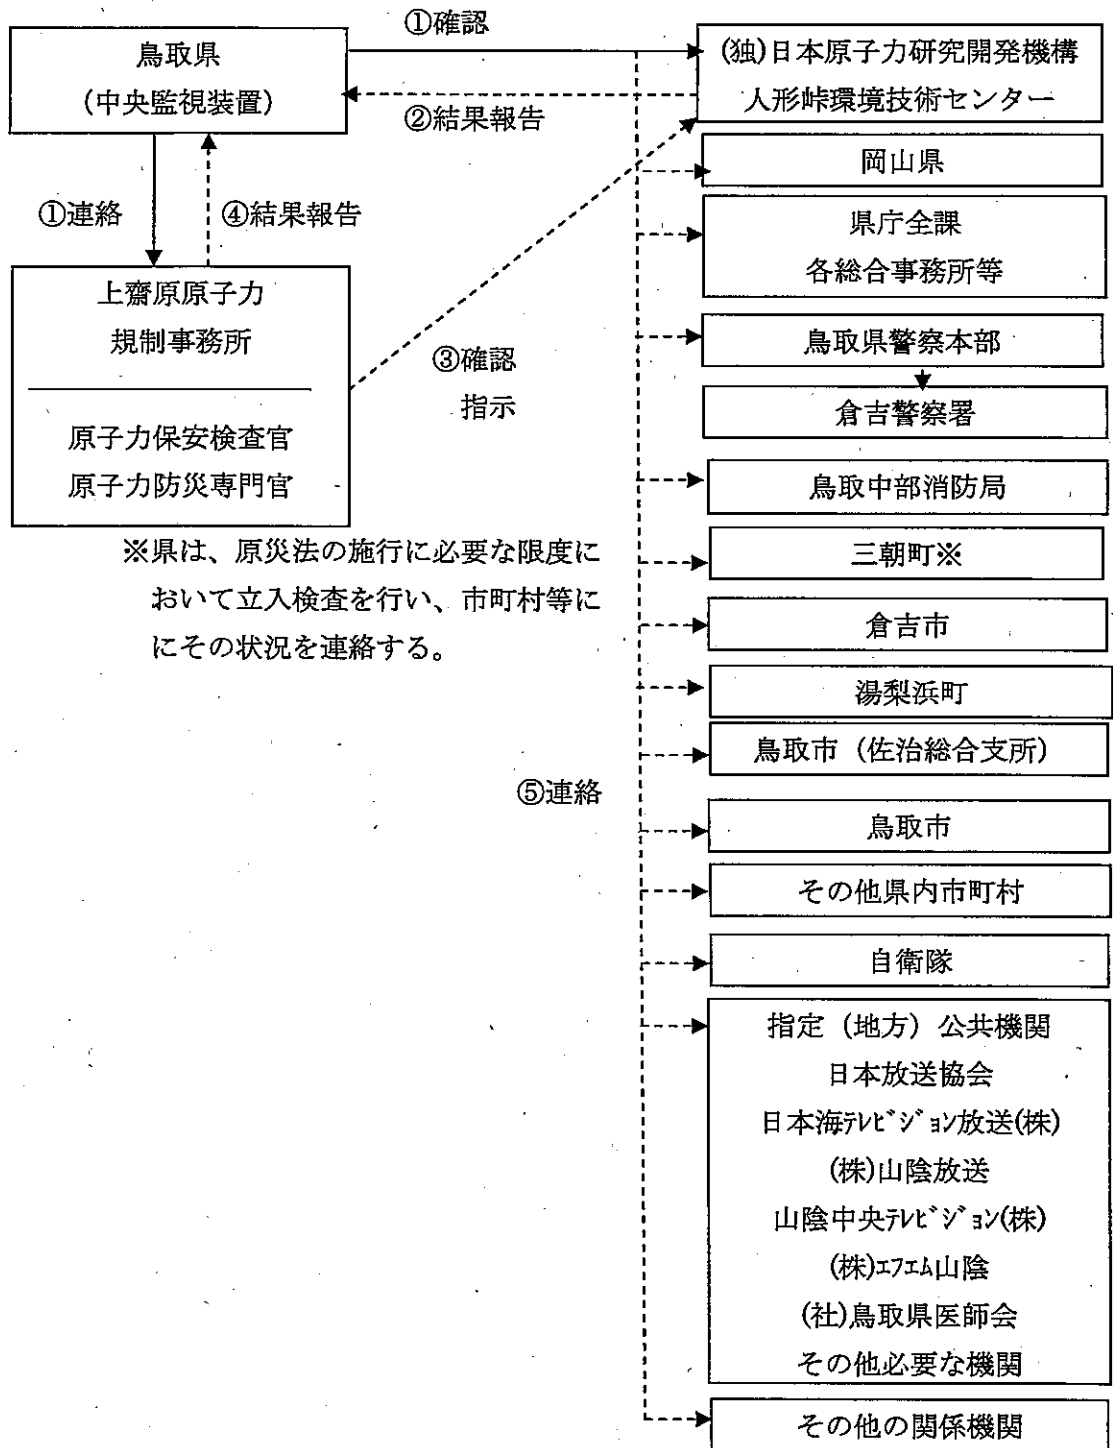 ①確認
鳥取県
(中央監視装置)
(独)日本原子力研究開発機構
人形峠環境技術センター
②結果報告
岡山県
①連絡
④結果報告
県庁全課
各総合事務所等
上齋原原子力
規制事務所
原子力保安検査官
原子力防災専門官
③確認
指示
鳥取県警察本部
倉吉警察署
鳥取中部消防局
※県は、原災法の施行に必要な限度に
おいて立入検査を行い、市町村等に
にその状況を連絡する。
三朝町※
倉吉市
湯梨浜町
鳥取市（佐治総合支所）
⑤連絡
鳥取市
その他県内市町村
自衛隊
指定（地方）公共機関
日本放送協会
日本海ﾃﾚﾋﾞｼﾞｮﾝ放送(株)
(株)山陰放送
山陰中央ﾃﾚﾋﾞｼﾞｮﾝ(株)
(株)ｴﾌｴﾑ山陰
(社)鳥取県医師会
その他必要な機関
その他の関係機関